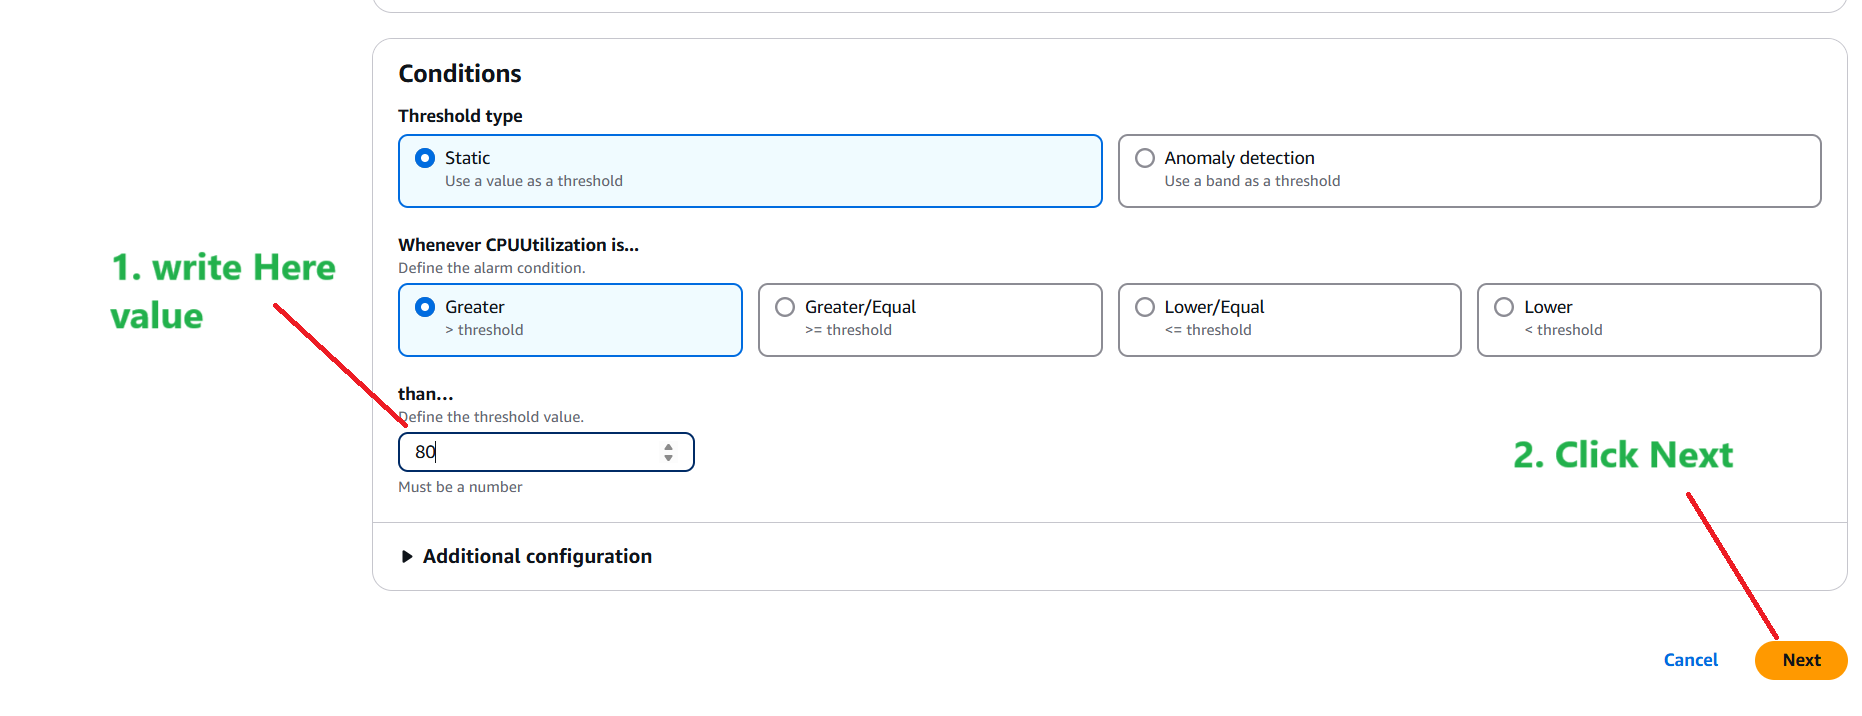 Conditions
Threshold type
Static
Use a value as a threshold
Anomaly detection
Use a band as a threshold
Whenever CPUUtilization is...
Define the alarm condition.
1. write Here
value
Greater
> threshold
Greater/Equal
>= threshold
Lower/Equal
<= threshold
Lower
< threshold
than...
Define the threshold value.
80
Must be a number
2. Click Next
Additional configuration
Cancel
Next